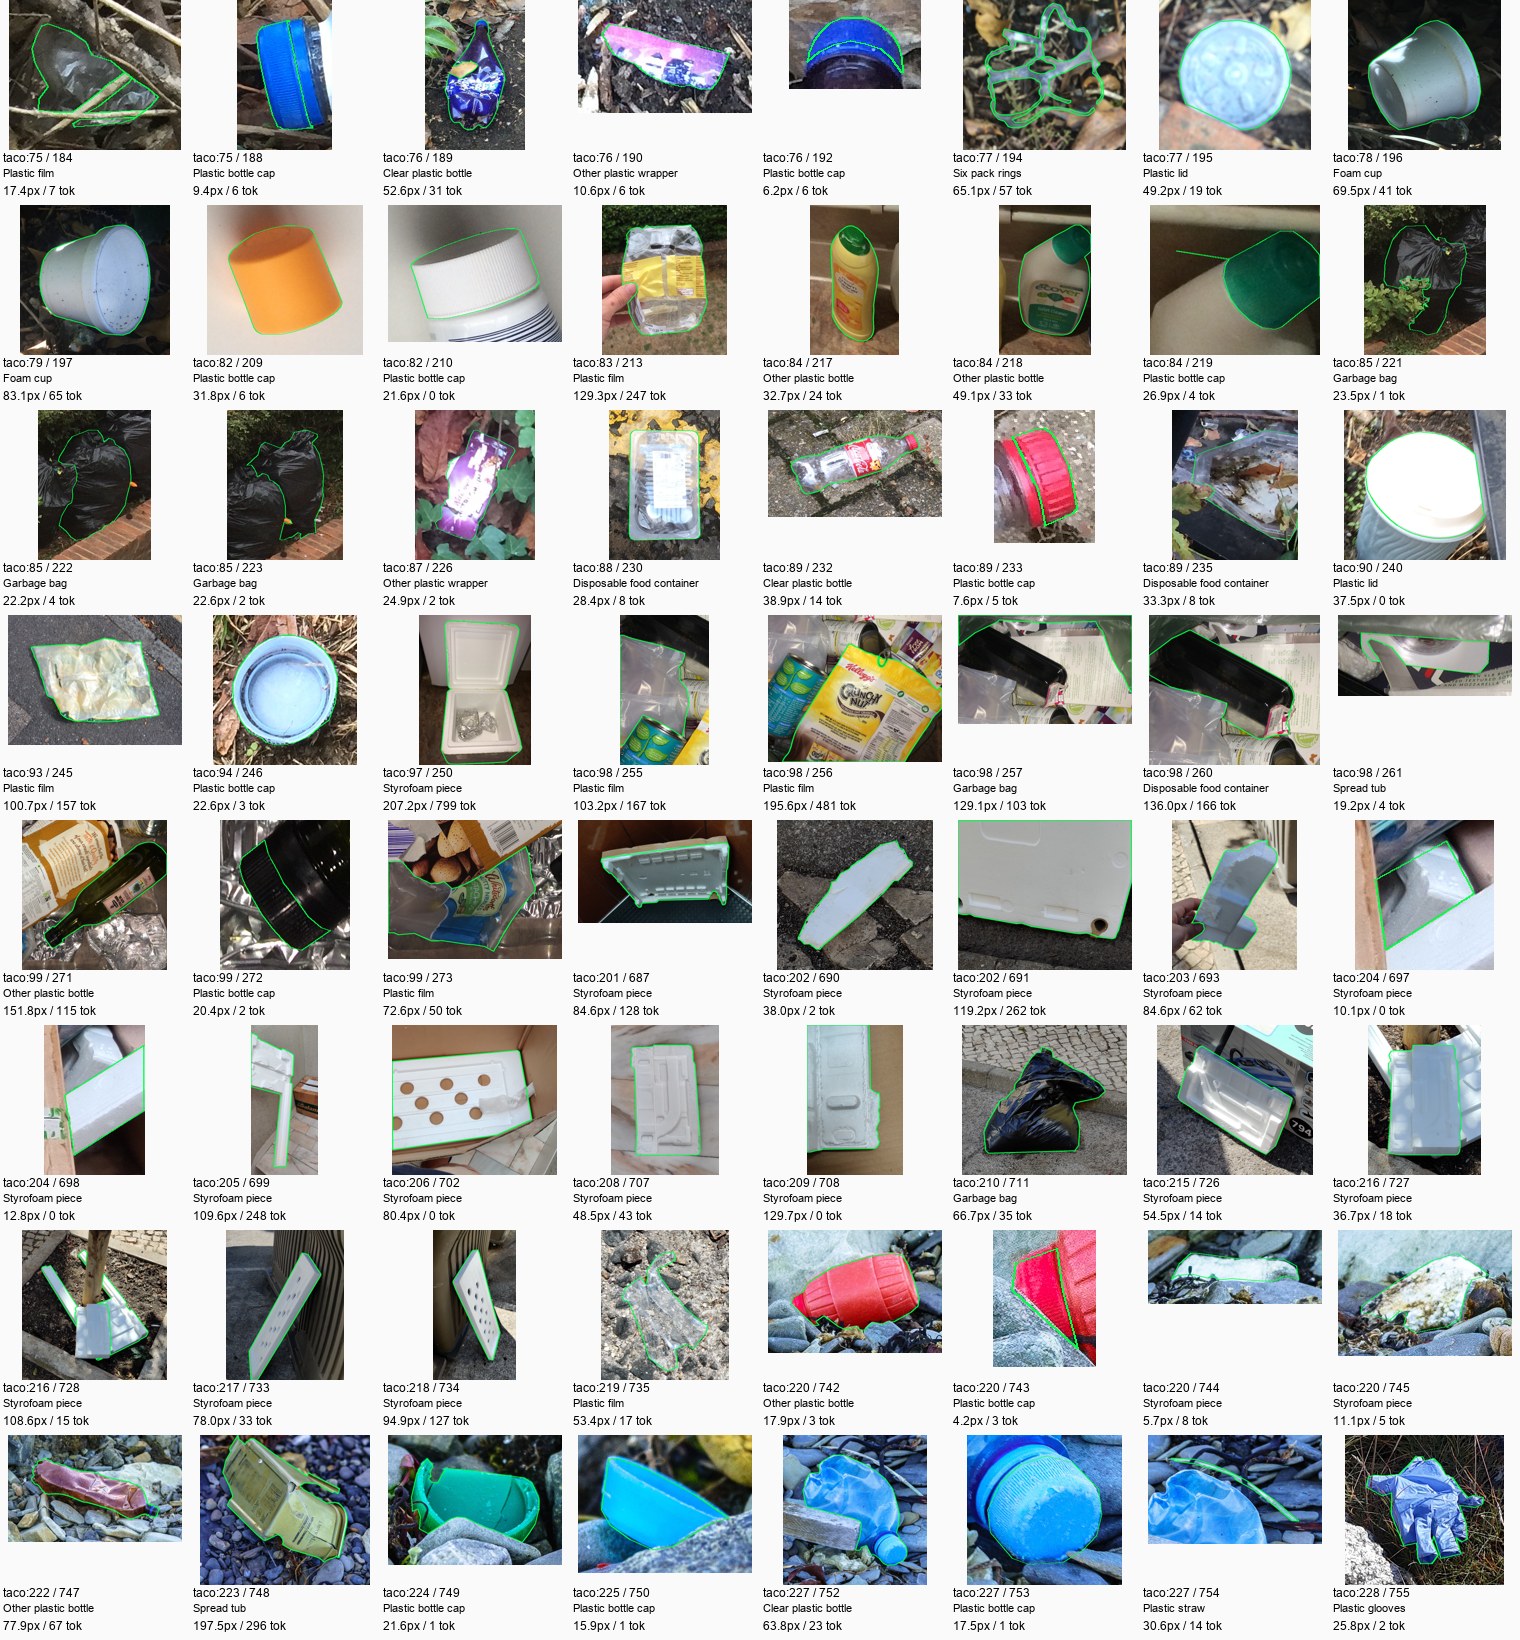 taco:75 / 184
Plastic film
17.4px / 7 tok
taco:75 / 188
Plastic bottle cap
9.4px / 6 tok
taco:76 / 189
Clear plastic bottle
52.6px / 31 tok
taco:76 / 190
Other plastic wrapper
10.6px / 6 tok
taco:76 / 192
Plastic bottle cap
6.2px / 6 tok
taco:77 / 194
Six pack rings
65.1px / 57 tok
taco:77 / 195
Plastic lid
49.2px / 19 tok
taco:78 / 196
Foam cup
69.5px / 41 tok
taco:79 / 197
Foam cup
83.1px / 65 tok
taco:82 / 209
Plastic bottle cap
31.8px / 6 tok
taco:82 / 210
Plastic bottle cap
21.6px / 0 tok
taco:83 / 213
Plastic film
129.3px / 247 tok
taco:84 / 217
Other plastic bottle
32.7px / 24 tok
ecover
taco:84 / 218
Other plastic bottle
49.1px / 33 tok
taco:84 / 219
Plastic bottle cap
26.9px / 4 tok
taco:85 / 221
Garbage bag
23.5px / 1 tok
taco:85 / 222
Garbage bag
22.2px / 4 tok
taco:85 / 223
Garbage bag
22.6px / 2 tok
taco:87 / 226
Other plastic wrapper
24.9px / 2 tok
taco:88 / 230
Disposable food container
28.4px / 8 tok
taco:89 / 232
Clear plastic bottle
38.9px / 14 tok
taco:89 / 233
Plastic bottle cap
7.6px / 5 tok
taco:89 / 235
Disposable food container
33.3px / 8 tok
taco:90 / 240
Plastic lid
37.5px / 0 tok
taco:93 / 245
Plastic film
100.7px / 157 tok
taco:94 / 246
Plastic bottle cap
22.6px / 3 tok
taco:97 / 250
Styrofoam piece
207.2px / 799 tok
taco:98 / 255
Plastic film
103.2px / 167 tok
Kellogg's
CRUNCHY
NUT
taco:98 / 256
Plastic film
195.6px / 481 tok
taco:98 / 257
Garbage bag
129.1px / 103 tok
taco:98 / 260
Disposable food container
136.0px / 166 tok
taco:98 / 261
Spread tub
19.2px / 4 tok
taco:99 / 271
Other plastic bottle
151.8px / 115 tok
taco:99 / 272
Plastic bottle cap
20.4px / 2 tok
taco:99 / 273
Plastic film
72.6px / 50 tok
taco:201 / 687
Styrofoam piece
84.6px / 128 tok
taco:202 / 690
Styrofoam piece
38.0px / 2 tok
taco:202 / 691
Styrofoam piece
119.2px / 262 tok
taco:203 / 693
Styrofoam piece
84.6px / 62 tok
taco:204 / 697
Styrofoam piece
10.1px / 0 tok
taco:204 / 698
Styrofoam piece
12.8px / 0 tok
taco:205 / 699
Styrofoam piece
109.6px / 248 tok
taco:206 / 702
Styrofoam piece
80.4px / 0 tok
taco:208 / 707
Styrofoam piece
48.5px / 43 tok
taco:209 / 708
Styrofoam piece
129.7px / 0 tok
taco:210 / 711
Garbage bag
66.7px / 35 tok
794
taco:215 / 726
Styrofoam piece
54.5px / 14 tok
taco:216 / 727
Styrofoam piece
36.7px / 18 tok
taco:216 / 728
Styrofoam piece
108.6px / 15 tok
taco:217 / 733
Styrofoam piece
78.0px / 33 tok
taco:218 / 734
Styrofoam piece
94.9px / 127 tok
taco:219 / 735
Plastic film
53.4px / 17 tok
taco:220 / 742
Other plastic bottle
17.9px / 3 tok
taco:220 / 743
Plastic bottle cap
4.2px / 3 tok
taco:220 / 744
Styrofoam piece
5.7px / 8 tok
taco:220 / 745
Styrofoam piece
11.1px / 5 tok
taco:222 / 747
Other plastic bottle
77.9px / 67 tok
taco:223 / 748
Spread tub
197.5px / 296 tok
taco:224 / 749
Plastic bottle cap
21.6px / 1 tok
taco:225 / 750
Plastic bottle cap
15.9px / 1 tok
taco:227 / 752
Clear plastic bottle
63.8px / 23 tok
taco:227 / 753
Plastic bottle cap
17.5px / 1 tok
taco:227 / 754
Plastic straw
30.6px / 14 tok
taco:228 / 755
Plastic glooves
25.8px / 2 tok